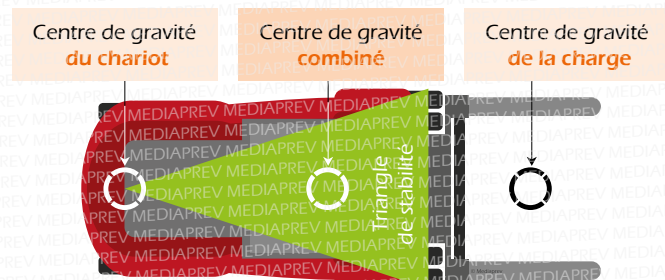 Centre de gravité
du chariot
Centre de gravité
combiné
Centre de gravité
de la charge
Triangle
de stabilité
MEDIAPREV